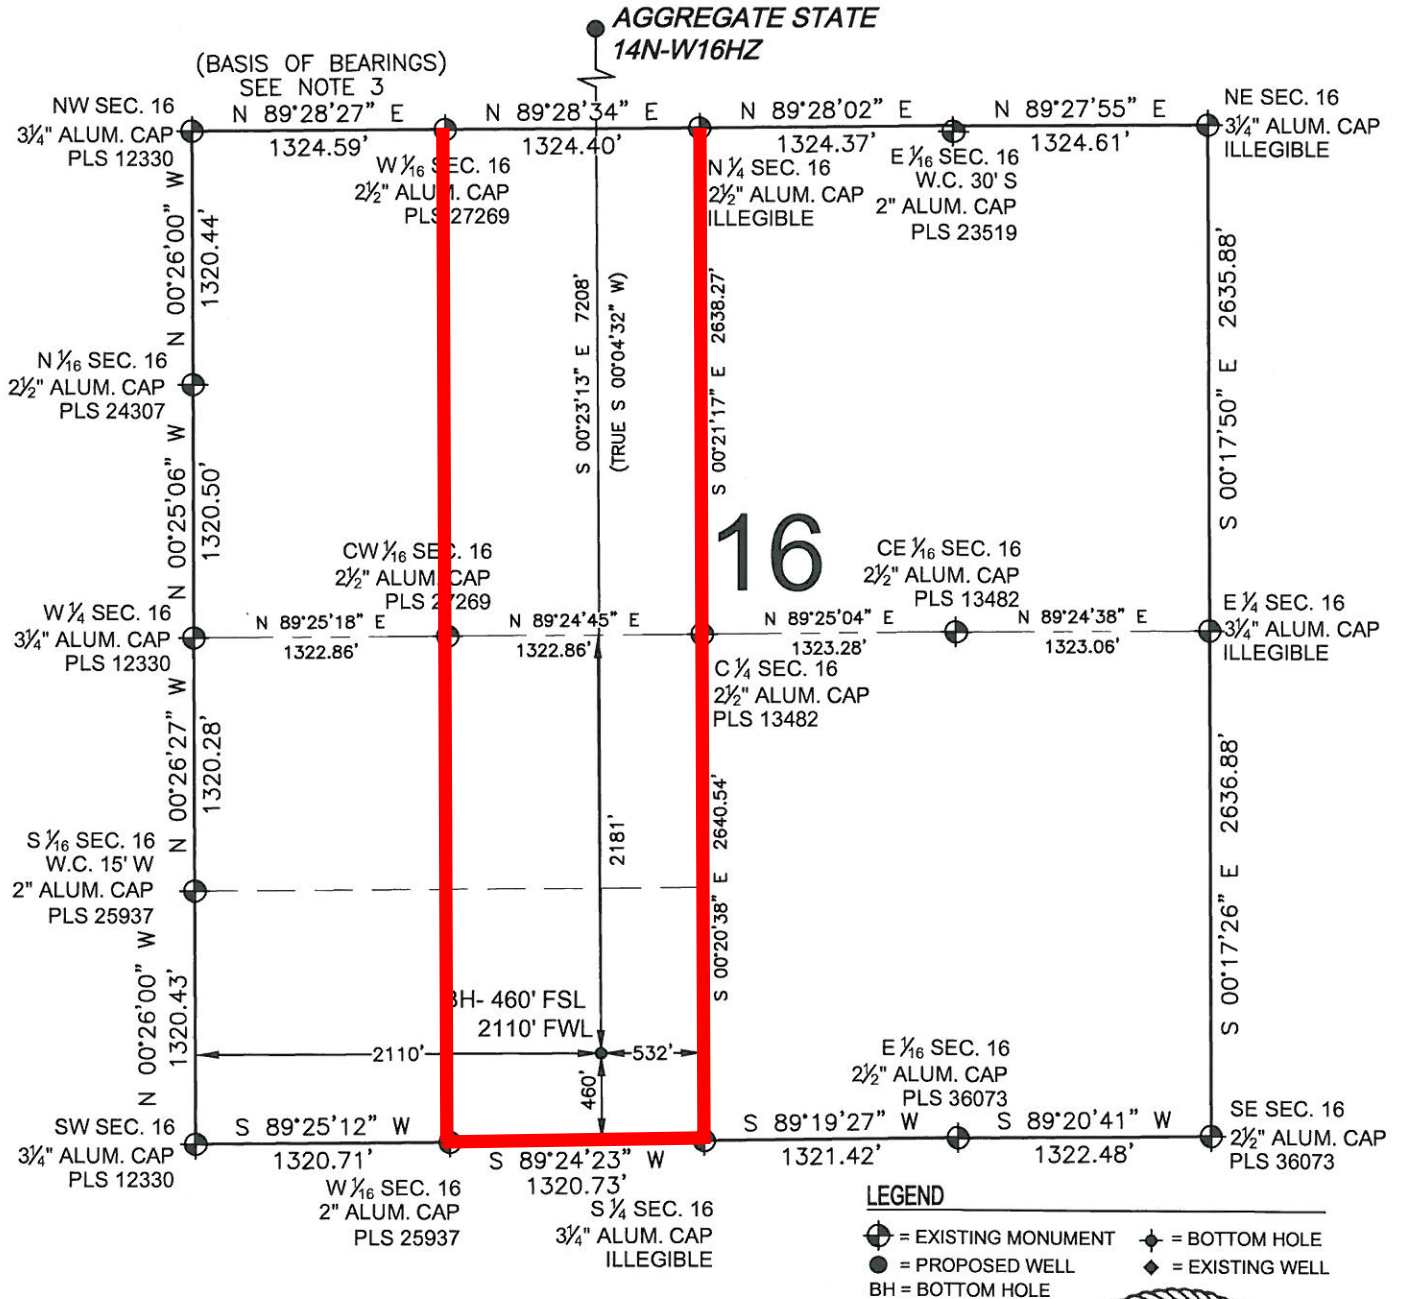 AGGREGATE STATE
14N-W16HZ
(BASIS OF BEARINGS)
SEE NOTE 3
NW SEC. 16
3¼" ALUM. CAP
PLS 12330
N 89°28'27" E
1324.59'
N 89°28'34" E
1324.40'
N 89°28'02" E
1324.37'
N 89°27'55" E
1324.61'
NE SEC. 16
3¼" ALUM. CAP
ILLEGIBLE
W 1/16 SEC. 16
2½" ALUM. CAP
PLS 27269
N ¼ SEC. 16
2½" ALUM. CAP
ILLEGIBLE
E 1/16 SEC. 16
W.C. 30' S
2" ALUM. CAP
PLS 23519
N 00°26'00" W
1320.44'
S 00°23'13" E 7208'
(TRUE S 00°04'32" W)
S 00°21'17" E 2638.27'
S 00°17'50" E 2635.88'
N 1/16 SEC. 16
2½" ALUM. CAP
PLS 24307
N 00°25'06" W
1320.50'
16
CW 1/16 SEC. 16
2½" ALUM. CAP
PLS 27269
CE 1/16 SEC. 16
2½" ALUM. CAP
PLS 13482
W ¼ SEC. 16
3¼" ALUM. CAP
PLS 12330
N 89°25'18" E
1322.86'
N 89°24'45" E
1322.86'
N 89°25'04" E
1323.28'
N 89°24'38" E
1323.06'
E ¼ SEC. 16
3¼" ALUM. CAP
ILLEGIBLE
C ¼ SEC. 16
2½" ALUM. CAP
PLS 13482
N 00°26'27" W
1320.28'
2181'
S 00°20'38" E 2640.54'
S 00°17'26" E 2636.88'
S 1/16 SEC. 16
W.C. 15' W
2" ALUM. CAP
PLS 25937
N 00°26'00" W
1320.43'
BH- 460' FSL
2110' FWL
2110'
532'
460'
E 1/16 SEC. 16
2½" ALUM. CAP
PLS 36073
SW SEC. 16
3¼" ALUM. CAP
PLS 12330
S 89°25'12" W
1320.71'
S 89°24'23" W
1320.73'
S 89°19'27" W
1321.42'
S 89°20'41" W
1322.48'
SE SEC. 16
2½" ALUM. CAP
PLS 36073
W 1/16 SEC. 16
2" ALUM. CAP
PLS 25937
S ¼ SEC. 16
3¼" ALUM. CAP
ILLEGIBLE
LEGEND
= EXISTING MONUMENT
= BOTTOM HOLE
= PROPOSED WELL
= EXISTING WELL
BH = BOTTOM HOLE